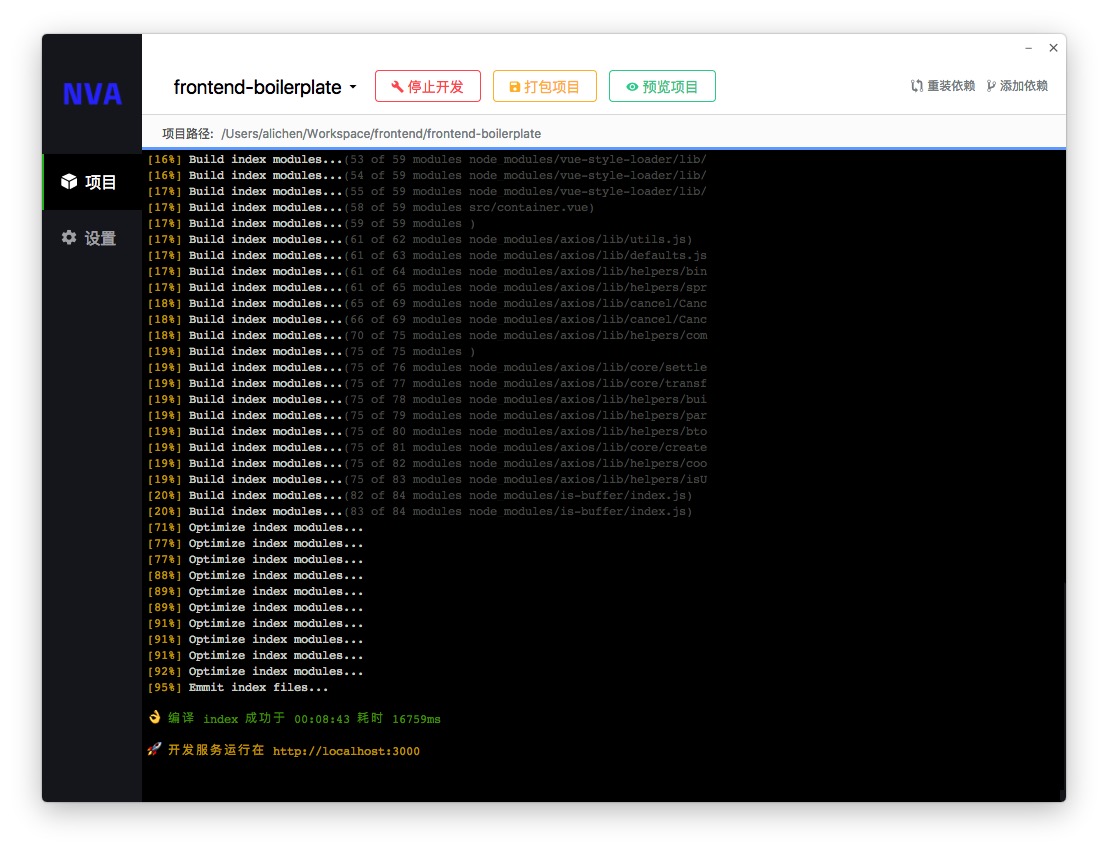 NVA
frontend-boilerplate 停止开发 打包项目 预览项目 重装依赖 添加依赖
项目路径: /Users/alichen/Workspace/frontend/frontend-boilerplate
项目
设置
[16%] Build index modules...(53 of 59 modules node modules/vue-style-loader/lib/
[16%] Build index modules...(54 of 59 modules node modules/vue-style-loader/lib/
[17%] Build index modules...(55 of 59 modules node modules/vue-style-loader/lib/
[17%] Build index modules...(58 of 59 modules src/container.vue)
[17%] Build index modules...(59 of 59 modules )
[17%] Build index modules...(61 of 62 modules node modules/axios/lib/utils.js)
[17%] Build index modules...(61 of 63 modules node modules/axios/lib/defaults.js
[17%] Build index modules...(61 of 64 modules node modules/axios/lib/helpers/bin
[17%] Build index modules...(61 of 65 modules node modules/axios/lib/helpers/spr
[18%] Build index modules...(65 of 69 modules node modules/axios/lib/cancel/Canc
[18%] Build index modules...(66 of 69 modules node modules/axios/lib/cancel/Canc
[18%] Build index modules...(70 of 75 modules node modules/axios/lib/helpers/com
[19%] Build index modules...(75 of 75 modules )
[19%] Build index modules...(75 of 76 modules node modules/axios/lib/core/settle
[19%] Build index modules...(75 of 77 modules node modules/axios/lib/core/transf
[19%] Build index modules...(75 of 78 modules node modules/axios/lib/helpers/bui
[19%] Build index modules...(75 of 79 modules node modules/axios/lib/helpers/par
[19%] Build index modules...(75 of 80 modules node modules/axios/lib/helpers/bto
[19%] Build index modules...(75 of 81 modules node modules/axios/lib/core/create
[19%] Build index modules...(75 of 82 modules node modules/axios/lib/helpers/coo
[19%] Build index modules...(75 of 83 modules node modules/axios/lib/helpers/isU
[20%] Build index modules...(82 of 84 modules node modules/is-buffer/index.js)
[20%] Build index modules...(83 of 84 modules node modules/is-buffer/index.js)
[71%] Optimize index modules...
[77%] Optimize index modules...
[77%] Optimize index modules...
[88%] Optimize index modules...
[89%] Optimize index modules...
[89%] Optimize index modules...
[91%] Optimize index modules...
[91%] Optimize index modules...
[91%] Optimize index modules...
[92%] Optimize index modules...
[95%] Emmit index files...
👌 编译 index 成功于 00:08:43 耗时 16759ms
🚀 开发服务运行在 http://localhost:3000